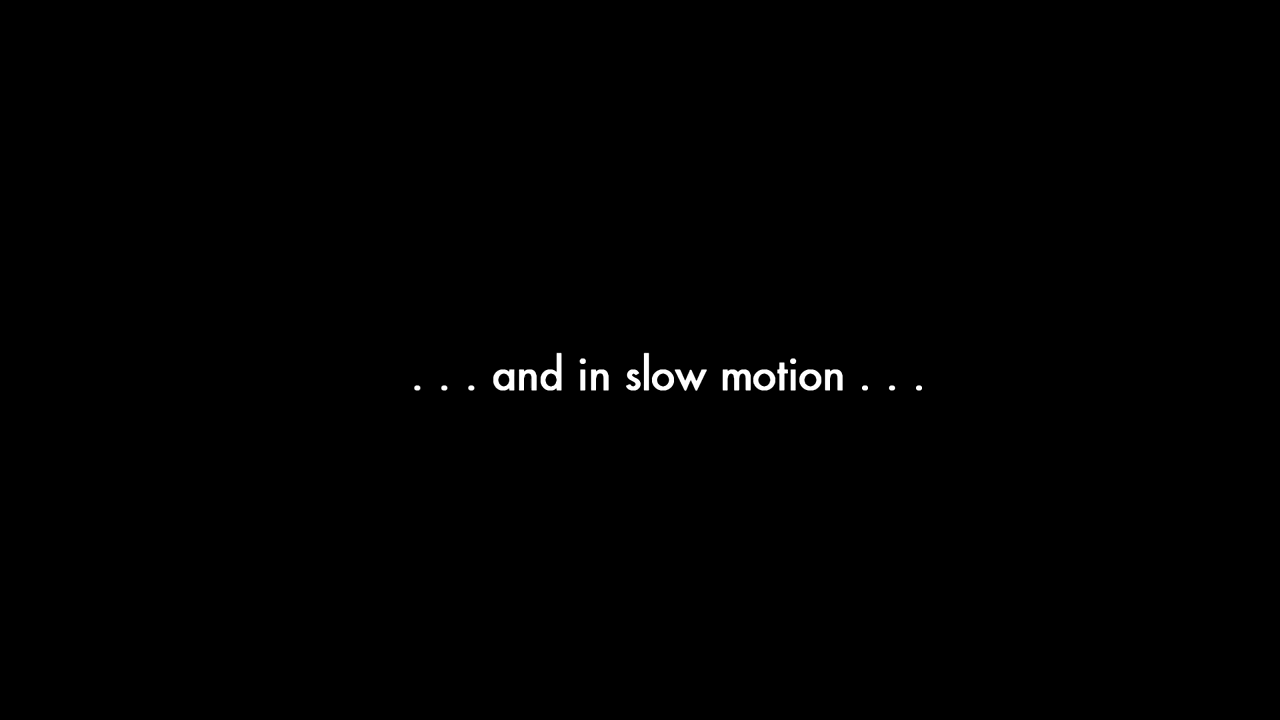 . . . and in slow motion . . .